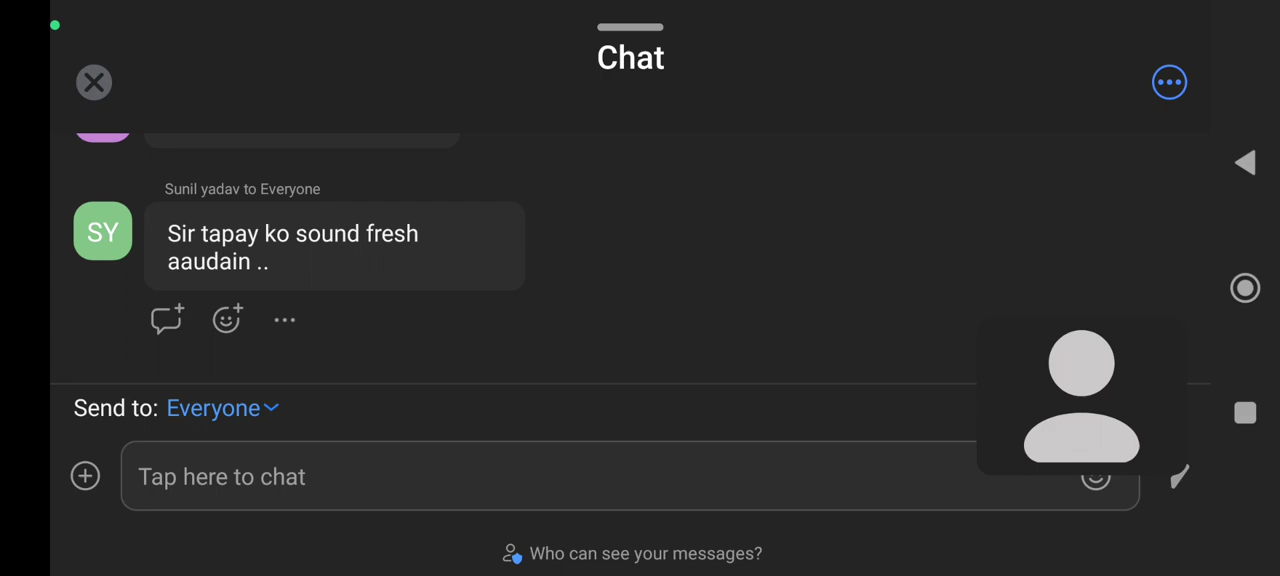 Chat
Sunil yadav to Everyone
SY
Sir tapay ko sound fresh
aaudain ..
Send to: Everyone
Tap here to chat
Who can see your messages?